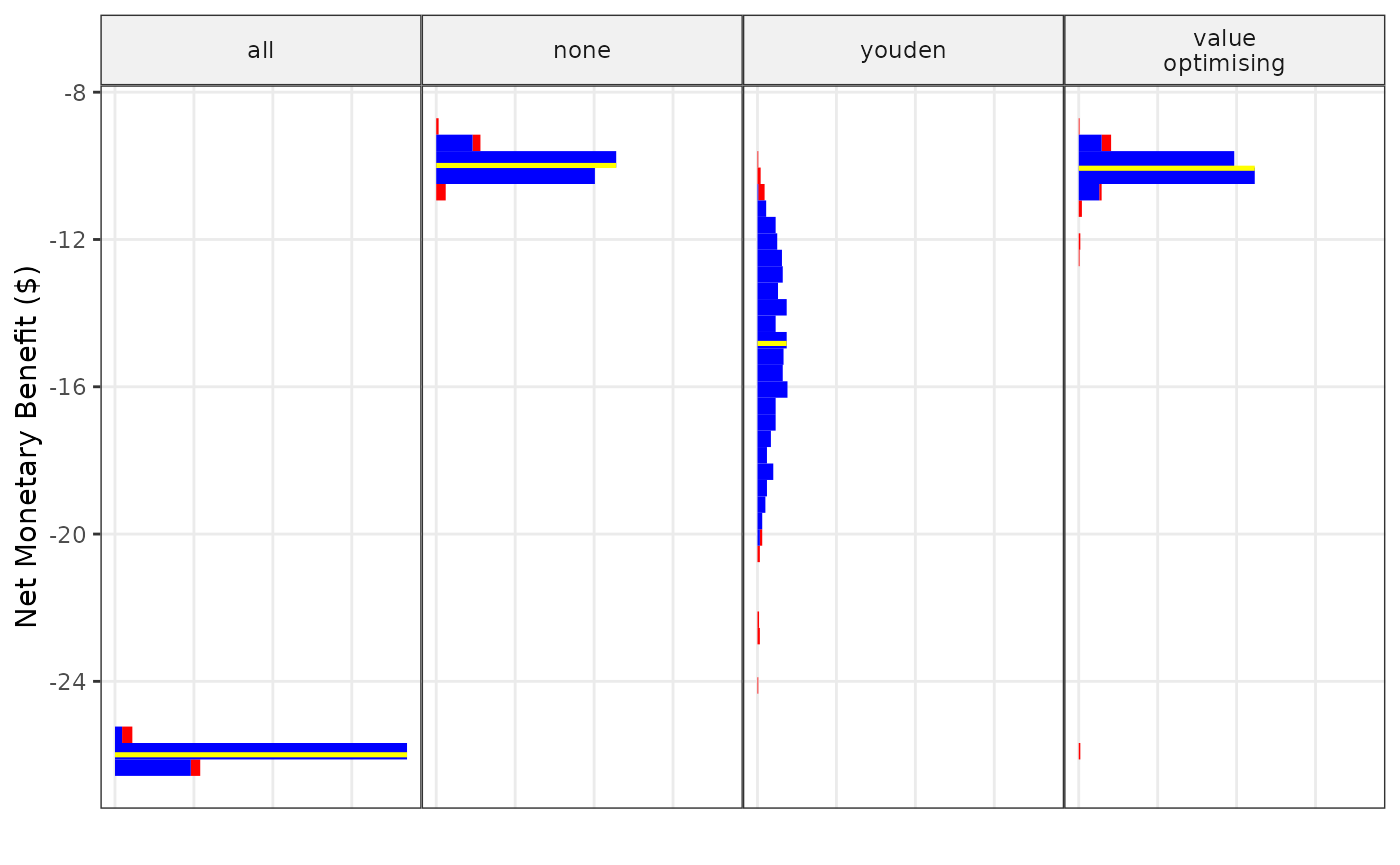 all
none
youden
value
optimising
Net Monetary Benefit ($)
-8
-12
-16
-20
-24